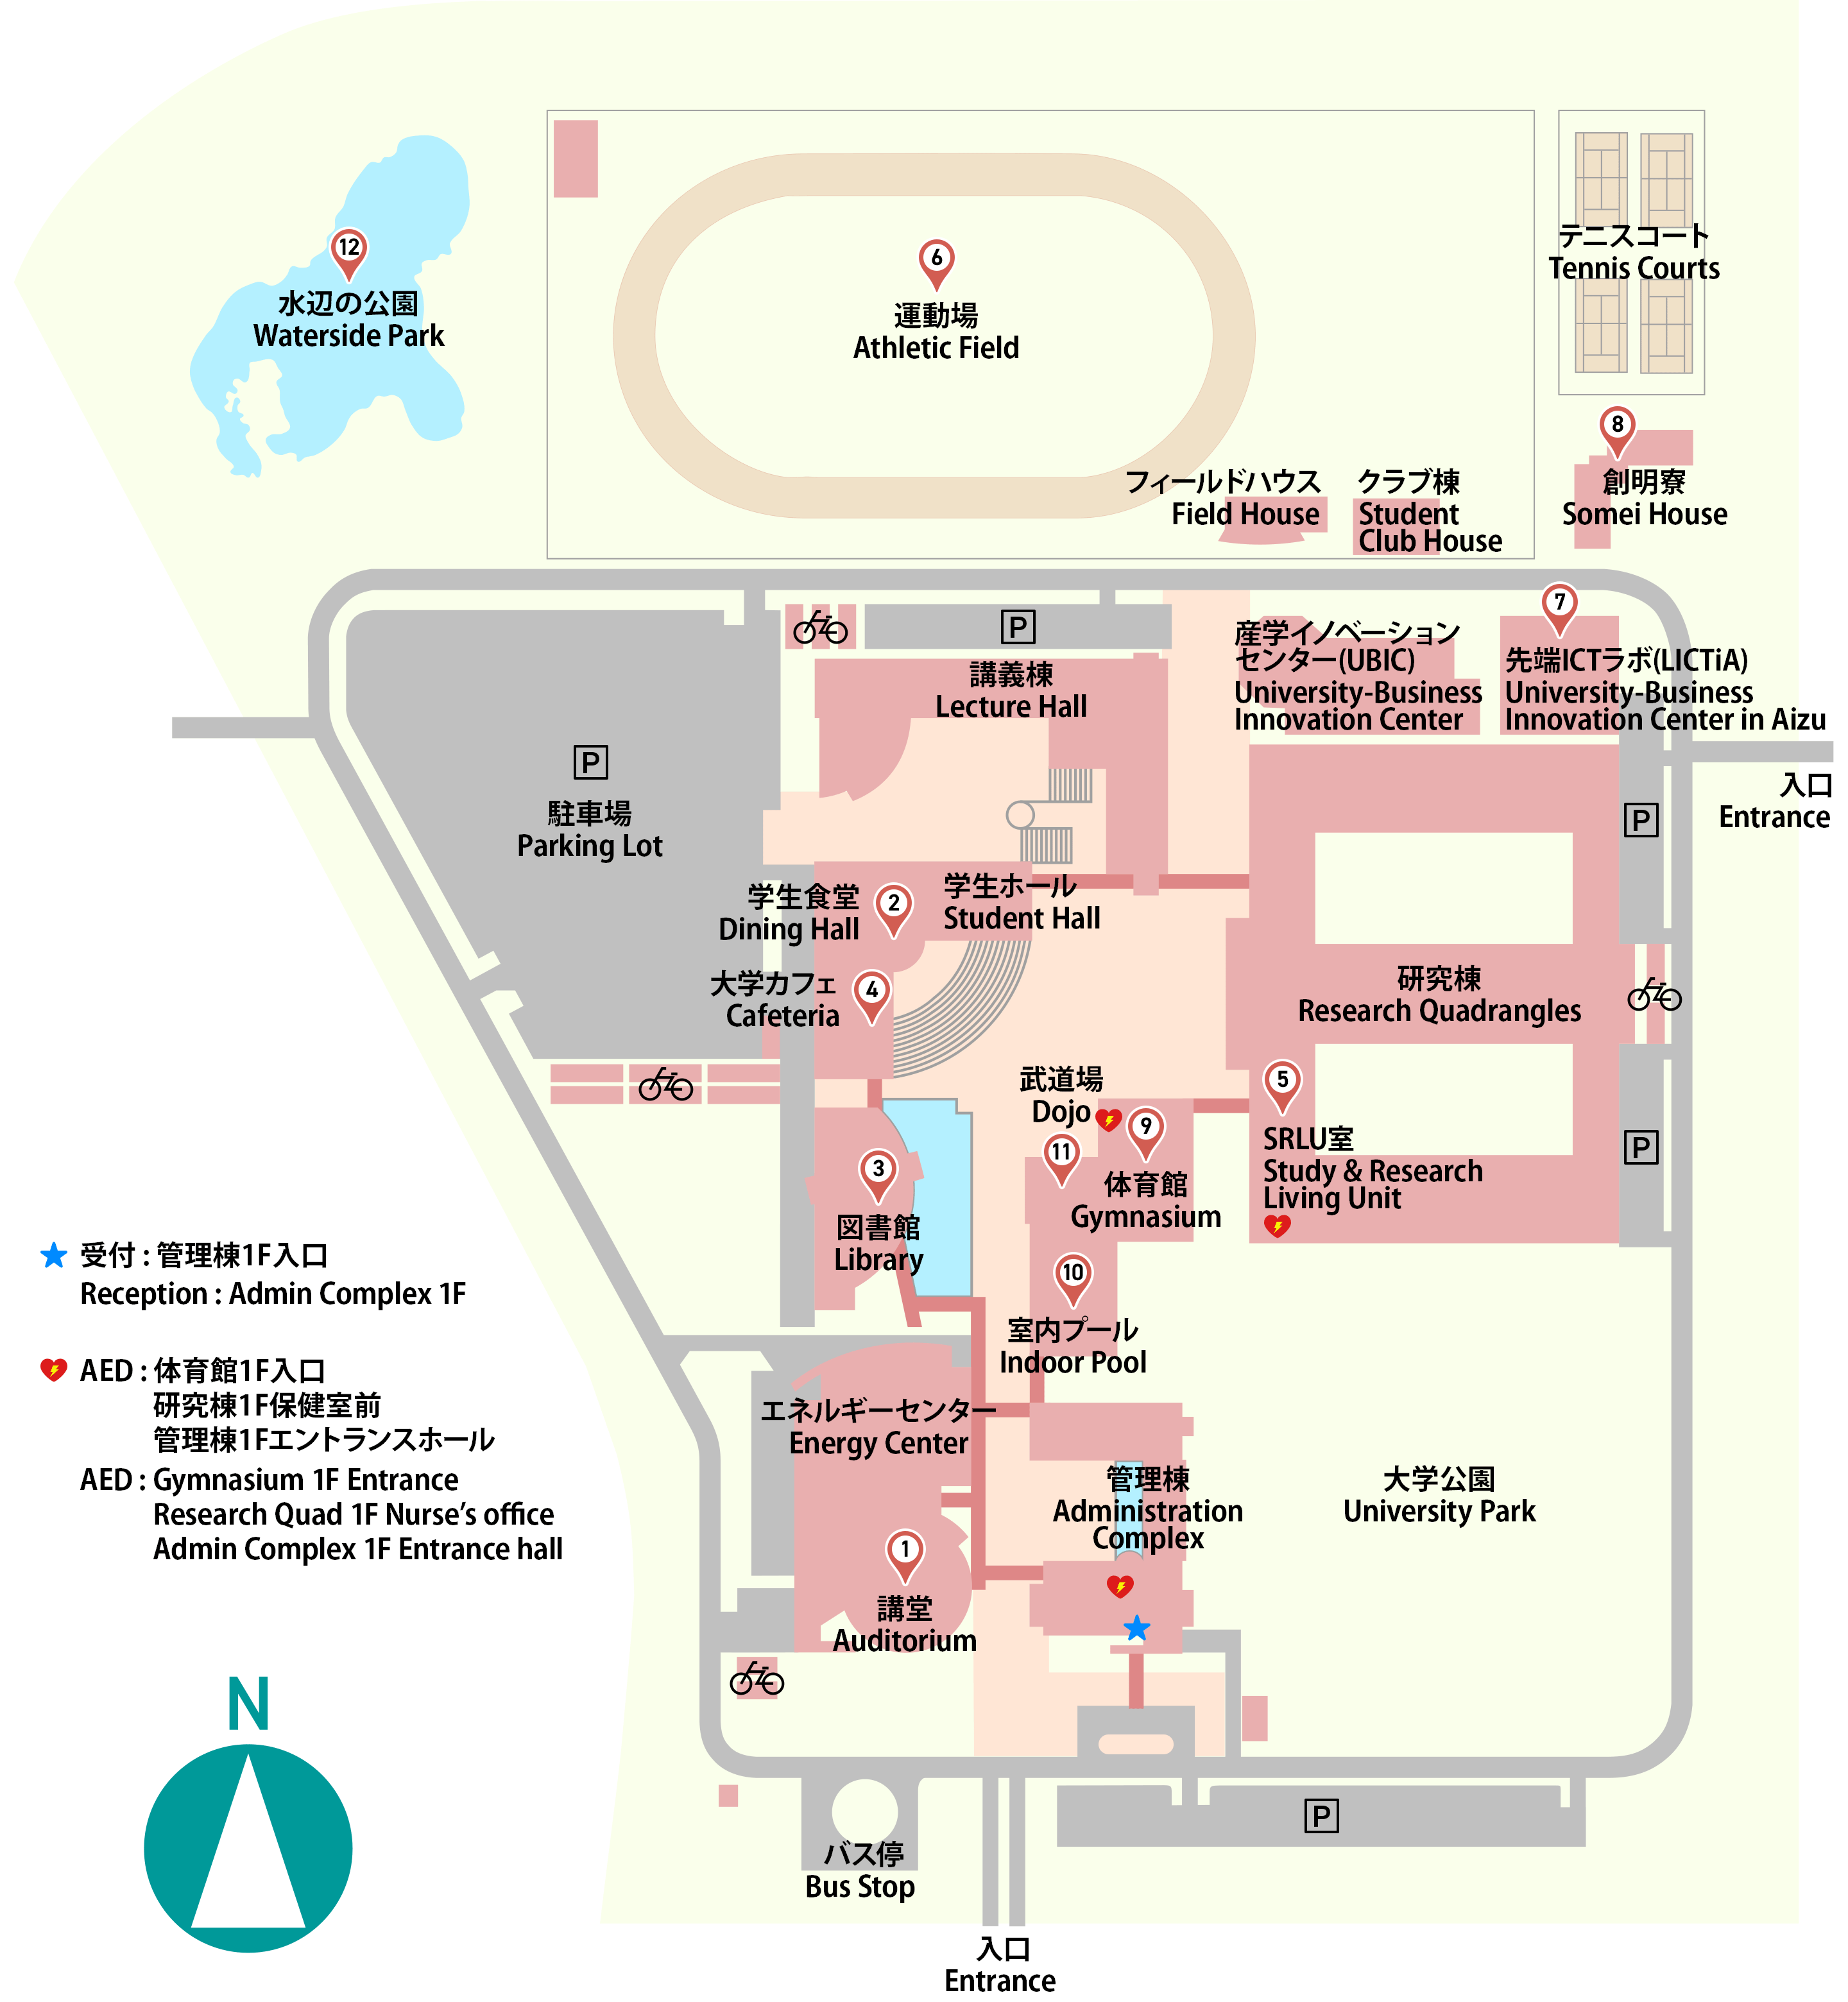 12
水辺の公園
Waterside Park
6
運動場
Athletic Field
テニスコート
Tennis Courts
8
創明寮
Somei House
フィールドハウス
Field House
クラブ棟
Student
Club House
7
P
産学イノベーション
センター(UBIC)
University-Business
Innovation Center
先端ICTラボ(LICTiA)
University-Business
Innovation Center in Aizu
講義棟
Lecture Hall
P
駐車場
Parking Lot
入口
Entrance
P
学生食堂
Dining Hall
2
学生ホール
Student Hall
大学カフェ
Cafeteria
4
研究棟
Research Quadrangles
武道場
Dojo
9
11
体育館
Gymnasium
5
SRLU室
Study & Research
Living Unit
P
3
図書館
Library
10
室内プール
Indoor Pool
受付 : 管理棟1F入口
Reception : Admin Complex 1F
AED : 体育館1F入口
研究棟1F保健室前
管理棟1Fエントランスホール
AED : Gymnasium 1F Entrance
Research Quad 1F Nurse’s office
Admin Complex 1F Entrance hall
エネルギーセンター
Energy Center
管理棟
Administration
Complex
大学公園
University Park
1
講堂
Auditorium
N
P
バス停
Bus Stop
入口
Entrance